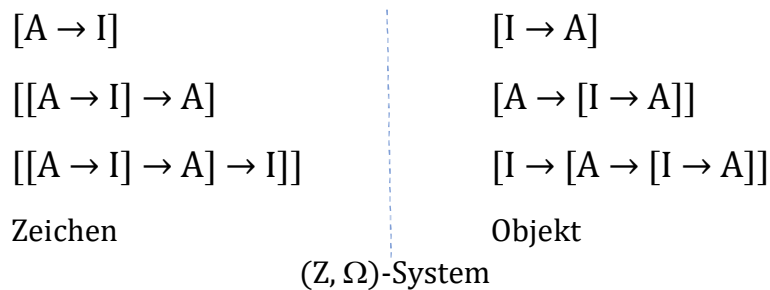 [A → I] [I → A]
[[A → I] → A] [A → [I → A]]
[[[A → I] → A] → I]] [I → [A → [I → A]]
Zeichen Objekt
(Z, Ω)-System